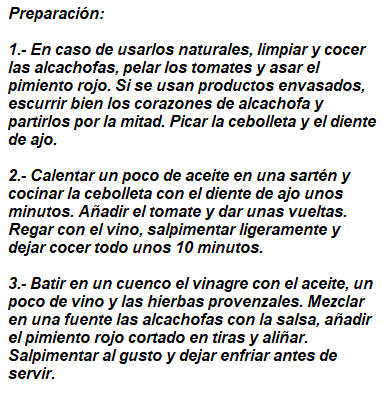 Preparación:
1.- En caso de usarlos naturales, limpiar y cocer
las alcachofas, pelar los tomates y asar el
pimiento rojo. Si se usan productos envasados,
escurrir bien los corazones de alcachofa y
partirlos por la mitad. Picar la cebolleta y el diente
de ajo.
2.- Calentar un poco de aceite en una sartén y
cocinar la cebolleta con el diente de ajo unos
minutos. Añadir el tomate y dar unas vueltas.
Regar con el vino, salpimentar ligeramente y
dejar cocer todo unos 10 minutos.
3.- Batir en un cuenco el vinagre con el aceite, un
poco de vino y las hierbas provenzales. Mezclar
en una fuente las alcachofas con la salsa, añadir
el pimiento rojo cortado en tiras y aliñar.
Salpimentar al gusto y dejar enfriar antes de
servir.